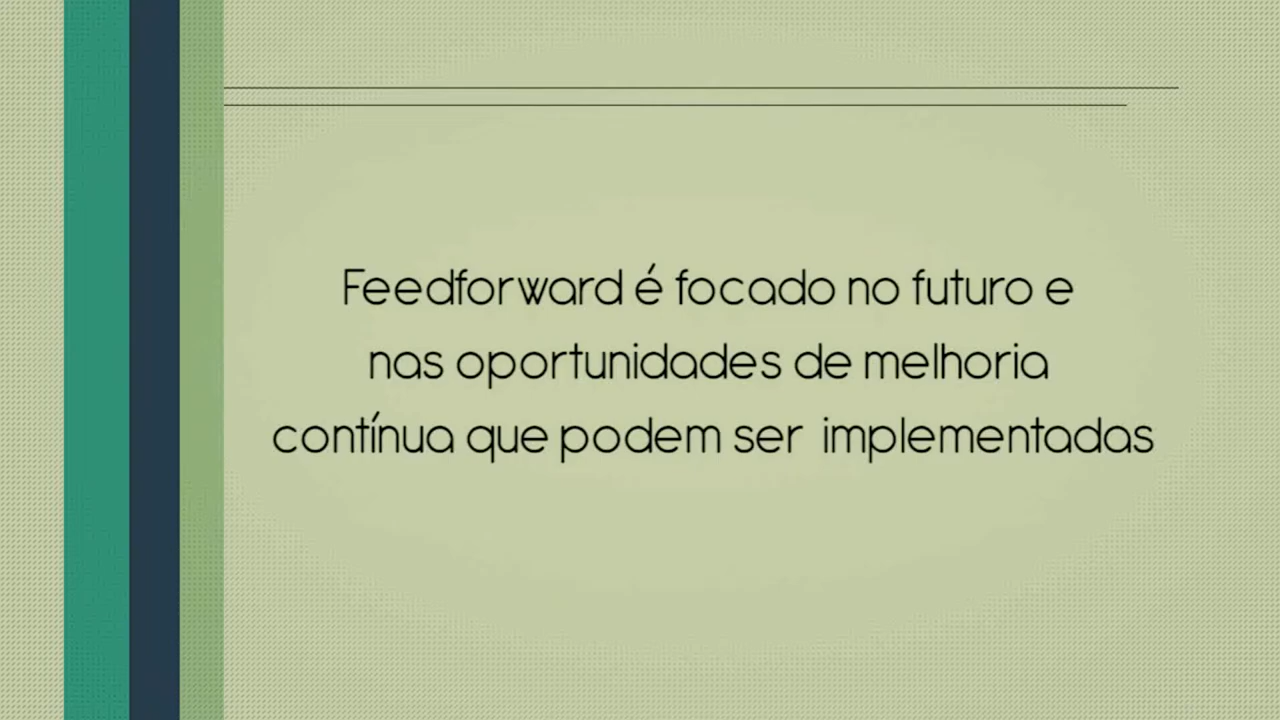 Feedforward é focado no futuro e
nas oportunidades de melhoria
contínua que podem ser implementadas